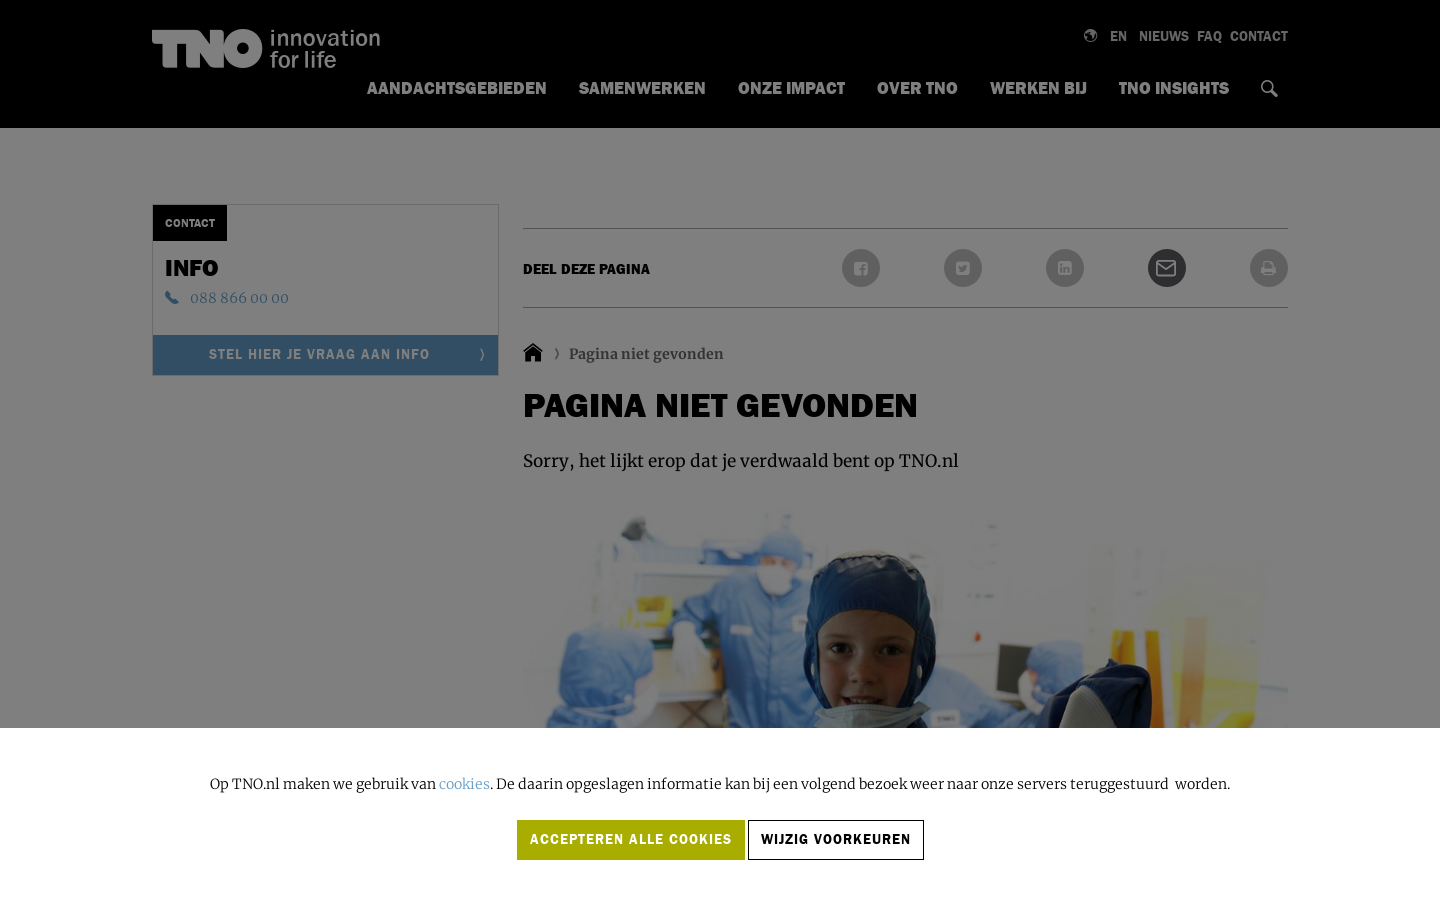 TNO innovation
for life
EN NIEUWS FAQ CONTACT
AANDACHTSGEBIEDEN SAMENWERKEN ONZE IMPACT OVER TNO WERKEN BIJ TNO INSIGHTS
CONTACT
INFO
088 866 00 00
STEL HIER JE VRAAG AAN INFO
DEEL DEZE PAGINA
Pagina niet gevonden
PAGINA NIET GEVONDEN
Sorry, het lijkt erop dat je verdwaald bent op TNO.nl
Op TNO.nl maken we gebruik van cookies. De daarin opgeslagen informatie kan bij een volgend bezoek weer naar onze servers teruggestuurd worden.
ACCEPTEREN ALLE COOKIES WIJZIG VOORKEUREN